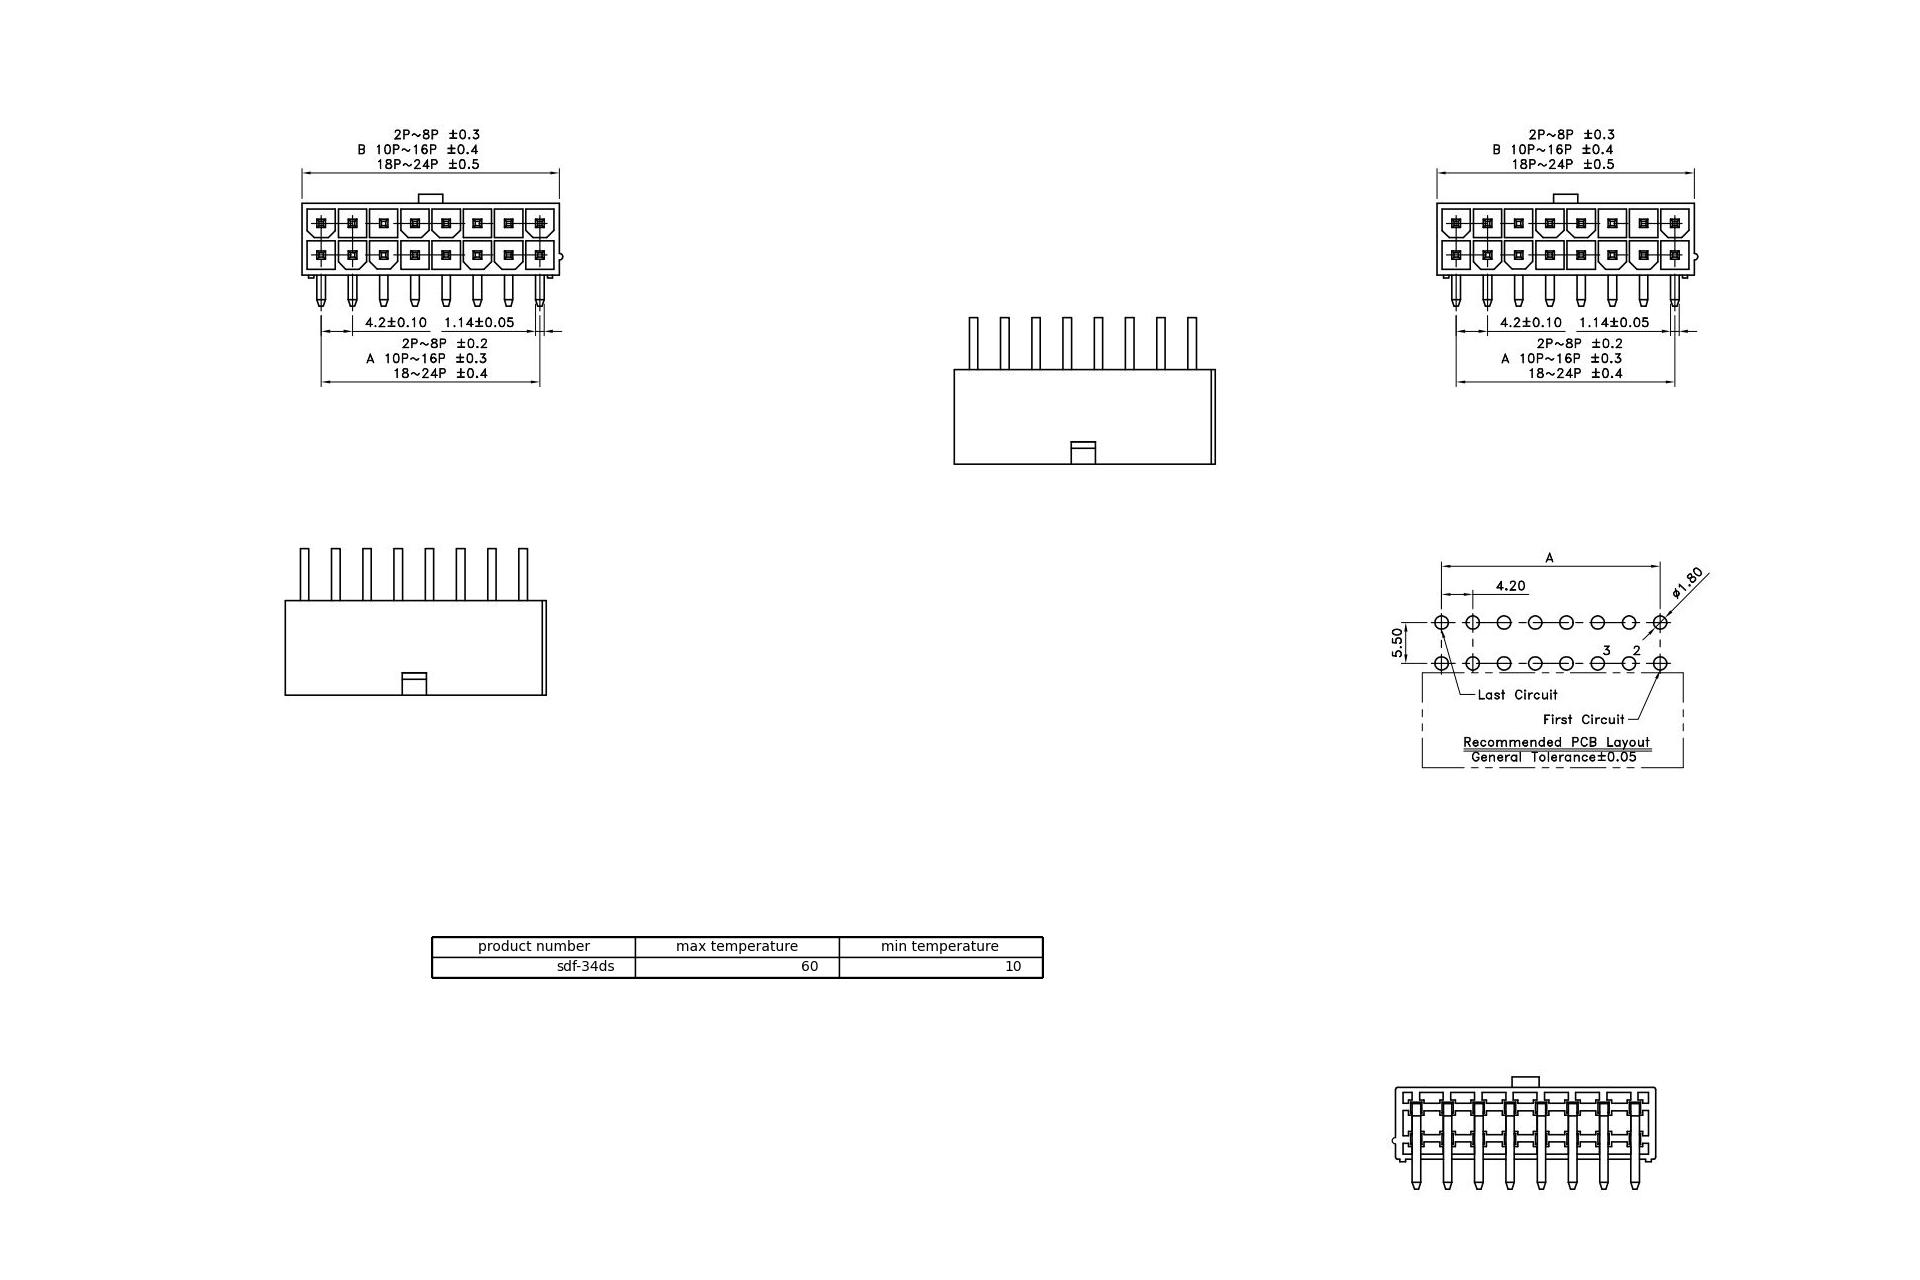 2P~8P ±0.3
B 10P~16P ±0.4
18P~24P ±0.5
4.2±0.10 1.14±0.05
2P~8P ±0.2
A 10P~16P ±0.3
18~24P ±0.4
2P~8P ±0.3
B 10P~16P ±0.4
18P~24P ±0.5
4.2±0.10 1.14±0.05
2P~8P ±0.2
A 10P~16P ±0.3
18~24P ±0.4
A
4.20
ø1.80
5.50
3 2
Last Circuit
First Circuit
Recommended PCB Layout
General Tolerance±0.05
product number max temperature min temperature
sdf-34ds 60 10